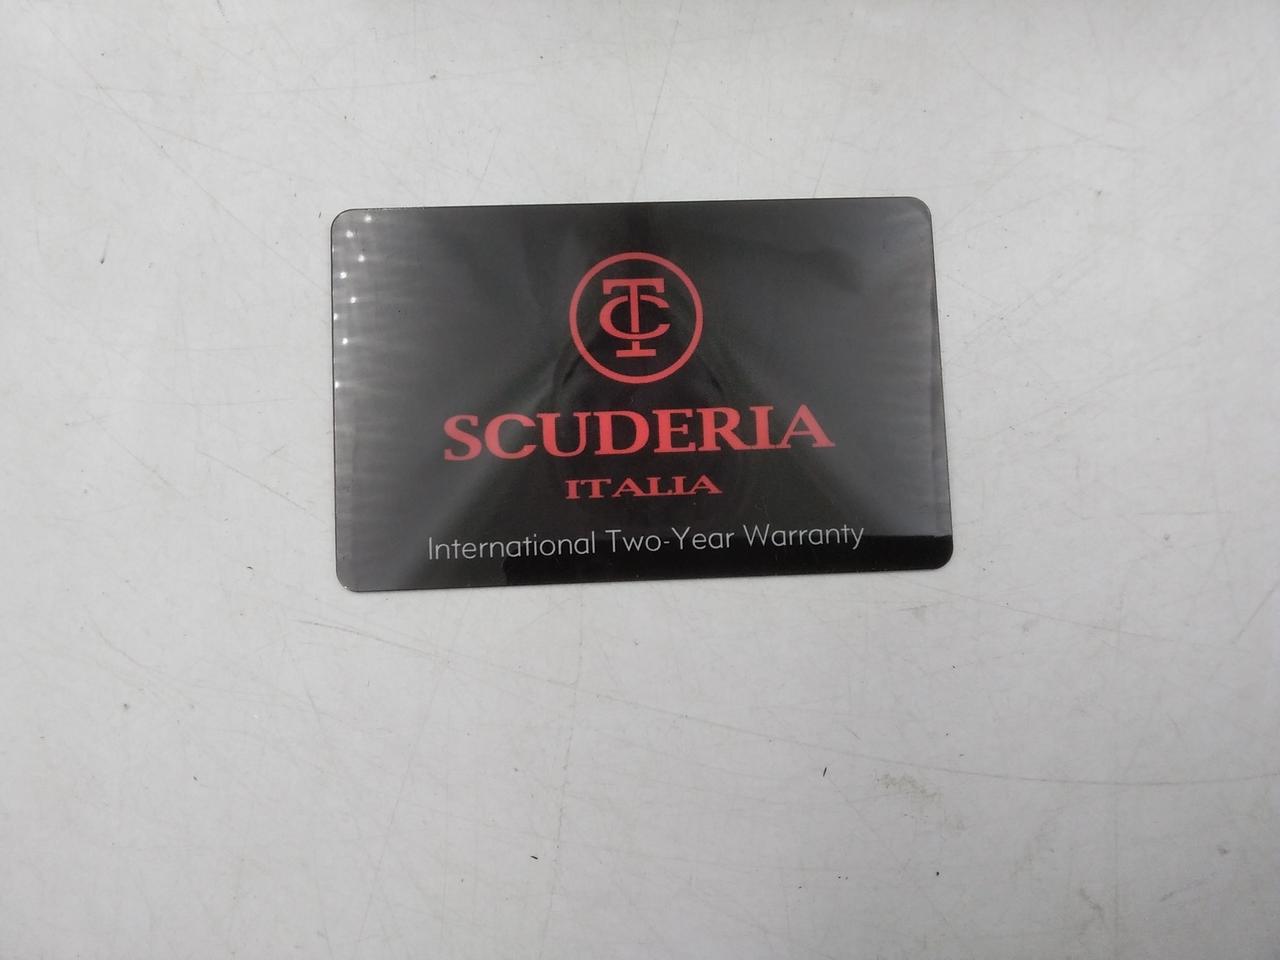 TC
SCUDERIA
ITALIA
International Two-Year Warranty